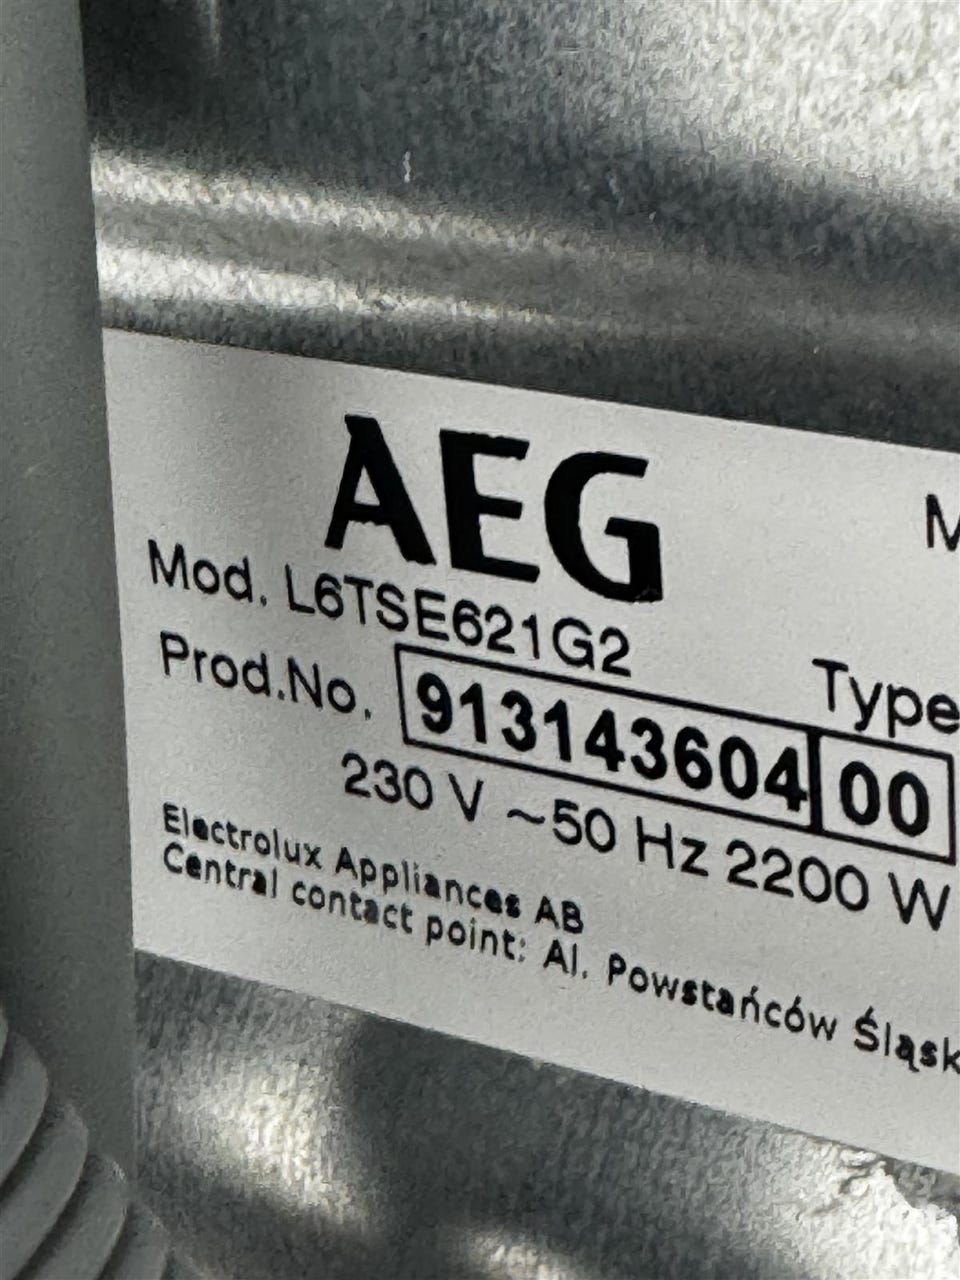 AEG
M
Mod. L6TSE621G2
Type
Prod.No. 913143604 00
230 V ~50 Hz 2200 W
Electrolux Appliances AB
Central contact point: Al. Powstańców Śląsk